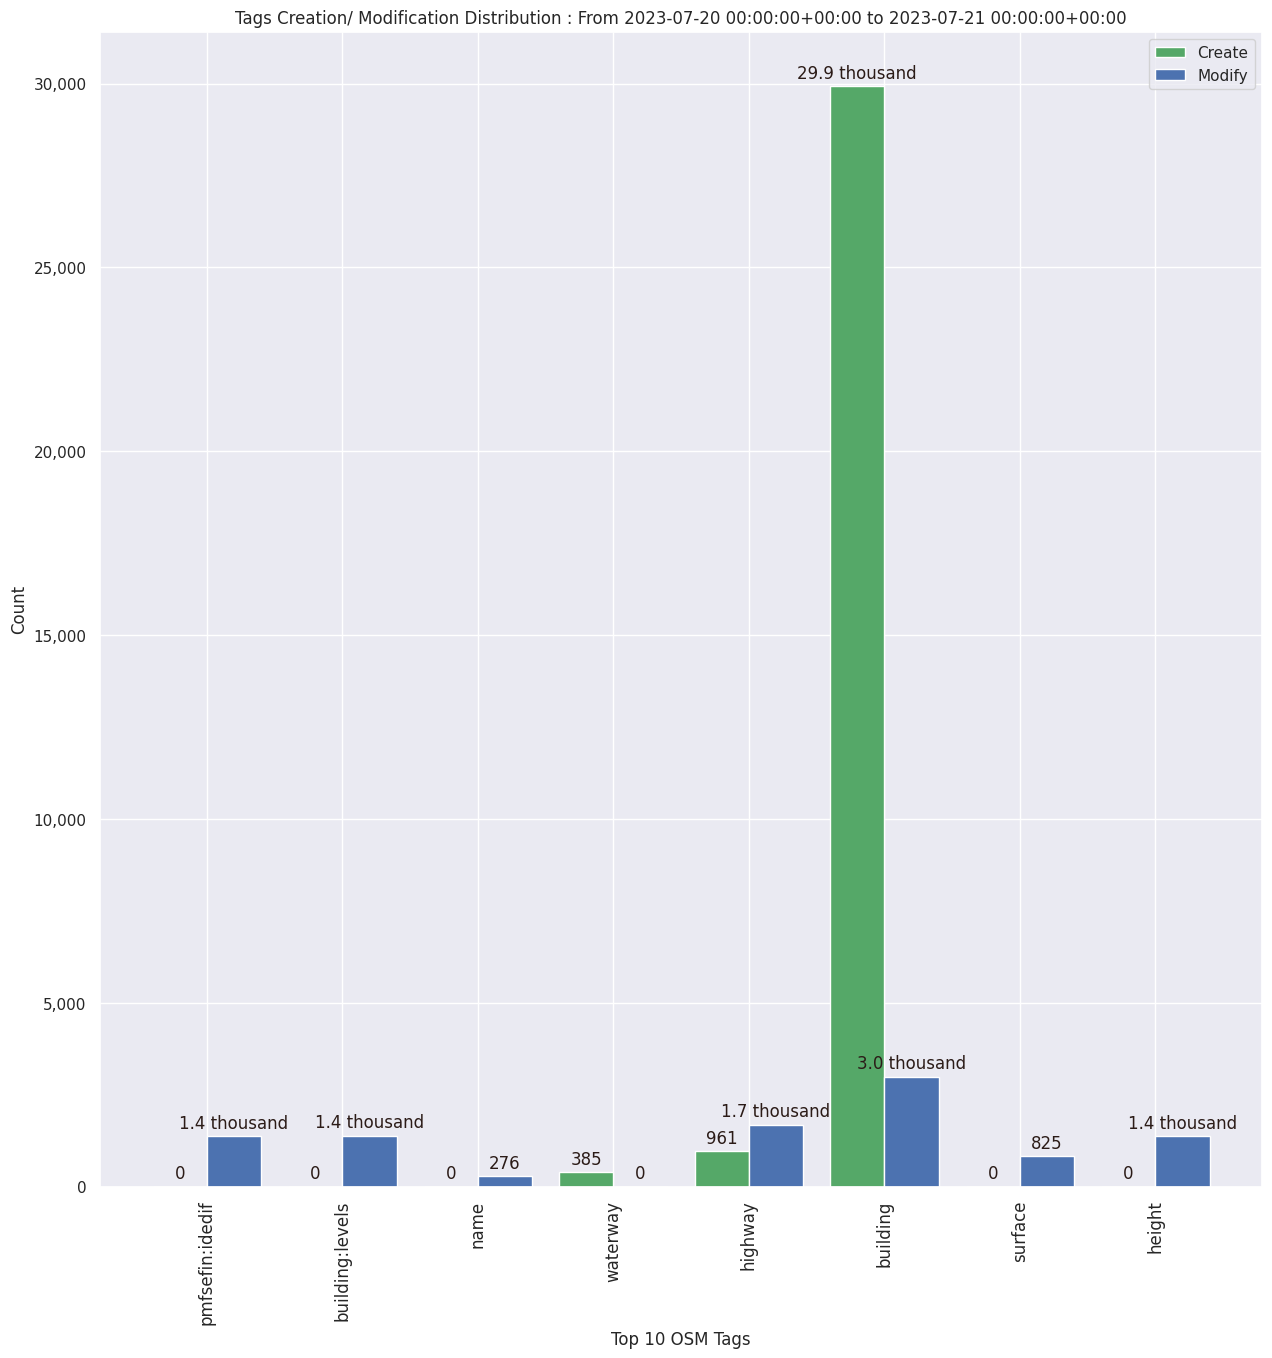 Tags Creation/ Modification Distribution : From 2023-07-20 00:00:00+00:00 to 2023-07-21 00:00:00+00:00
Create
Modify
30,000
25,000
20,000
15,000
10,000
5,000
0
Count
0
1.4 thousand
0
1.4 thousand
0
276
385
0
961
1.7 thousand
29.9 thousand
3.0 thousand
0
825
0
1.4 thousand
pmfsefin:idedif
building:levels
name
waterway
highway
building
surface
height
Top 10 OSM Tags